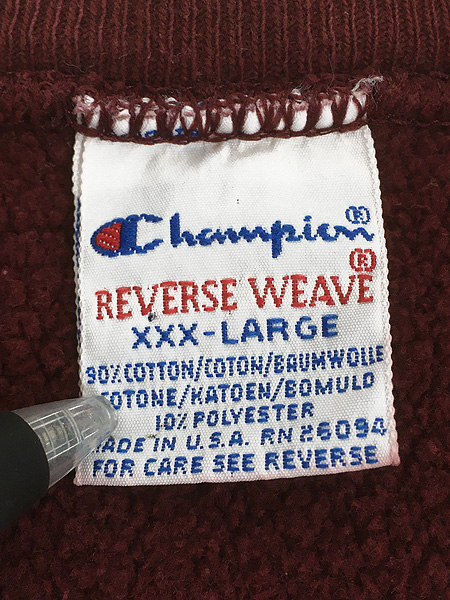 Champion®
REVERSE WEAVE®
XXX-LARGE
90% COTTON/COTON/BAUMWOLLE
COTONE/KATOEN/BOMULD
10% POLYESTER
MADE IN U.S.A. RN 26094
FOR CARE SEE REVERSE